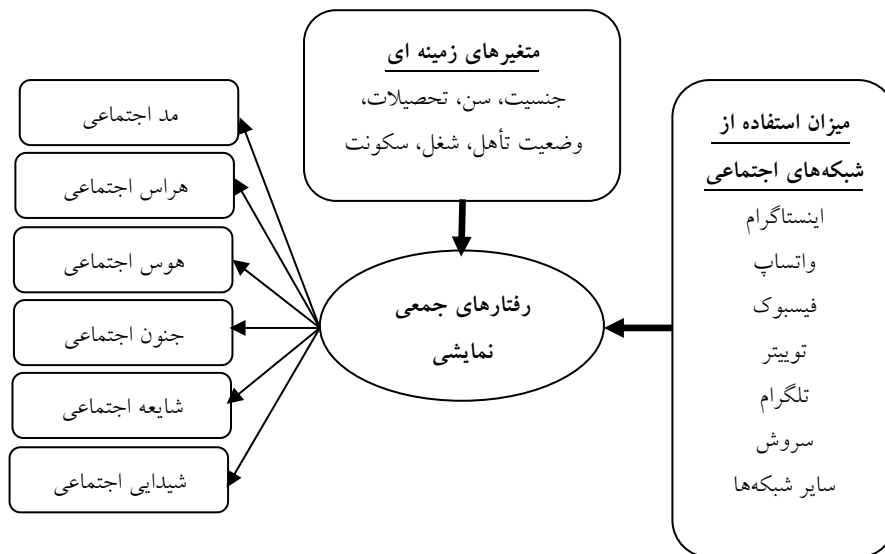 متغیرهای زمینه ای
جنسیت، سن، تحصیلات،
وضعیت تأهل، شغل، سکونت
میزان استفاده از
شبکه‌های اجتماعی
اینستاگرام
واتساپ
فیسبوک
توییتر
تلگرام
سروش
سایر شبکه‌ها
رفتارهای جمعی
نمایشی
مد اجتماعی
هراس اجتماعی
هوس اجتماعی
جنون اجتماعی
شایعه اجتماعی
شیدایی اجتماعی